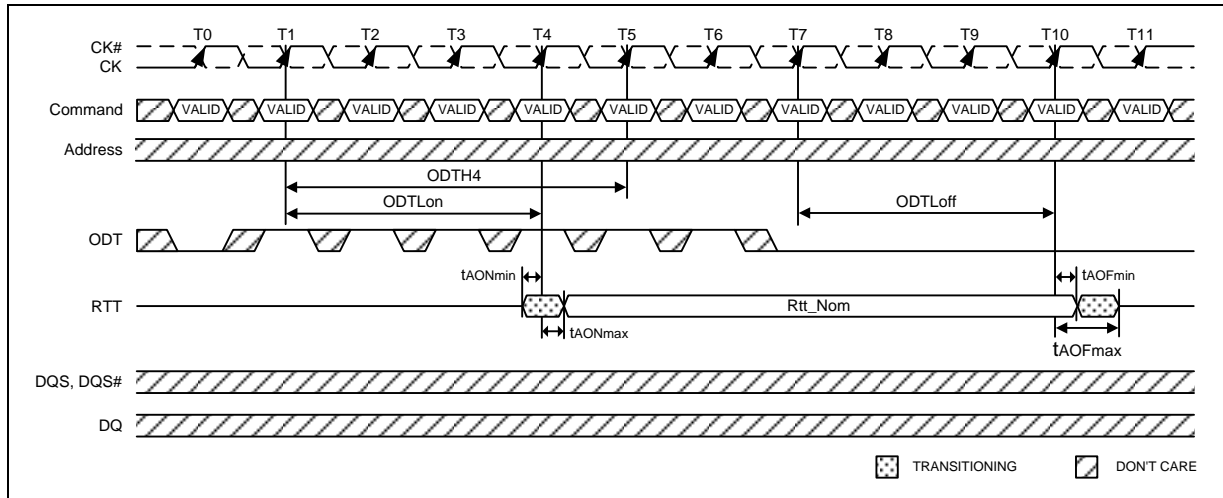 T0 T1 T2 T3 T4 T5 T6 T7 T8 T9 T10 T11
CK#
CK
Command VALID VALID VALID VALID VALID VALID VALID VALID VALID VALID VALID VALID
Address
ODTH4
ODTLon ODTLoff
ODT
tAONmin tAOFmin
RTT Rtt_Nom
tAONmax
tAOFmax
DQS, DQS#
DQ
TRANSITIONING DON'T CARE